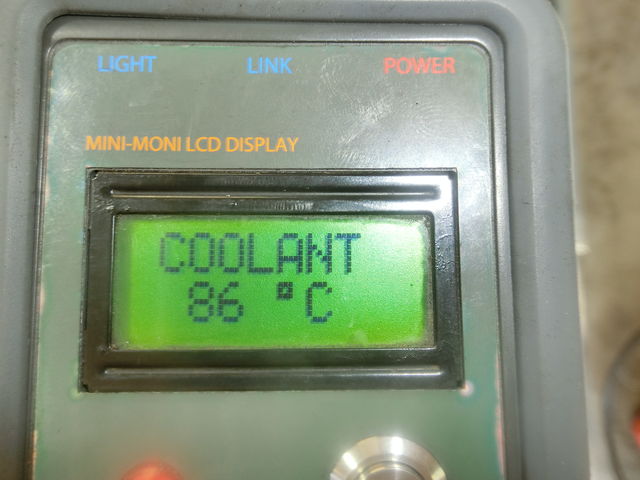 LIGHT LINK POWER
MINI-MONI LCD DISPLAY
COOLANT
86 °C